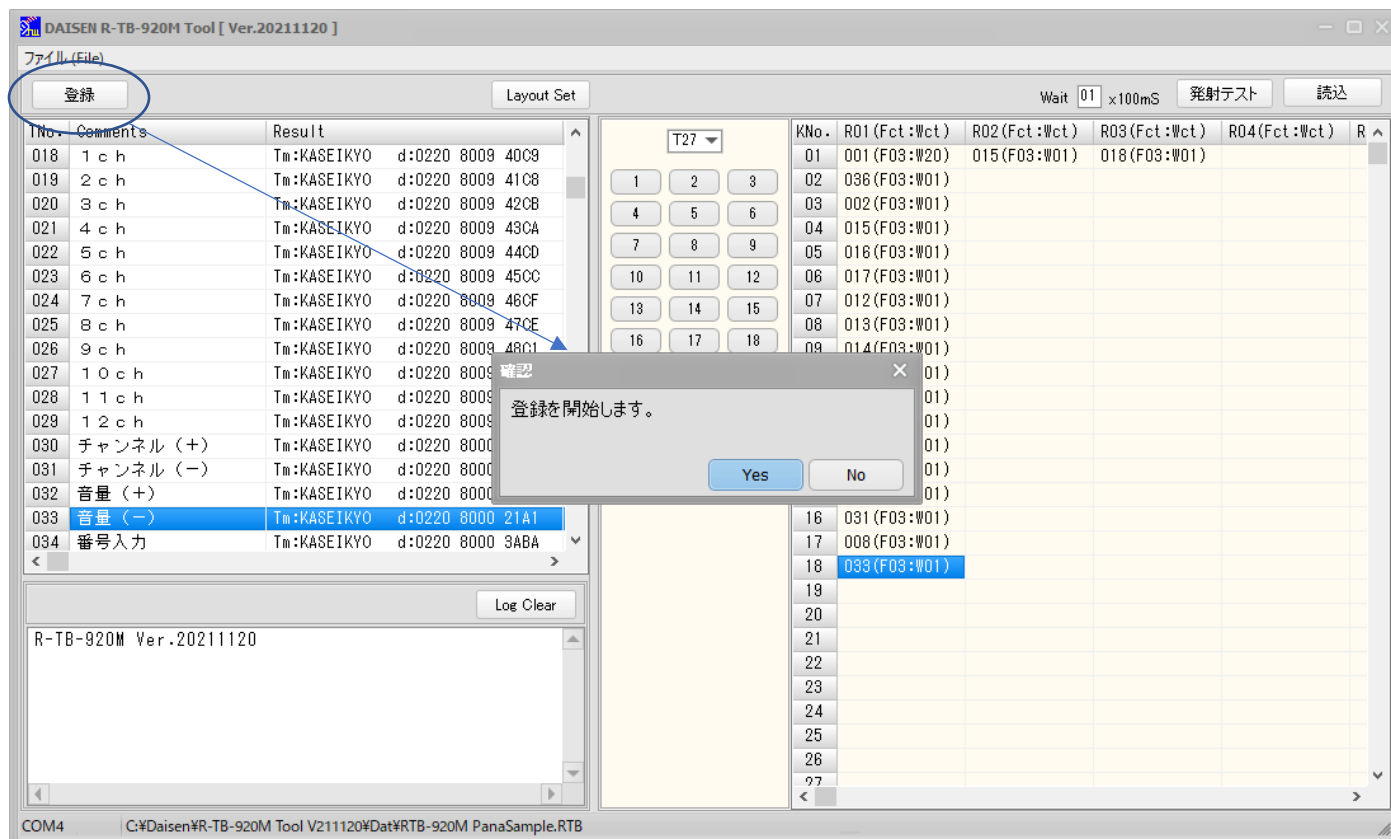 DAISEN R-TB-920M Tool [ Ver.20211120 ]
ファイル(File)
登録 Layout Set Wait 01 x100mS 発射テスト 読込
TNo. Comments Result
018 1ch Tm:KASEIKYO d:0220 8009 40C9
019 2ch Tm:KASEIKYO d:0220 8009 41C8
020 3ch Tm:KASEIKYO d:0220 8009 42CB
021 4ch Tm:KASEIKYO d:0220 8009 43CA
022 5ch Tm:KASEIKYO d:0220 8009 44CD
023 6ch Tm:KASEIKYO d:0220 8009 45CC
024 7ch Tm:KASEIKYO d:0220 8009 46CF
025 8ch Tm:KASEIKYO d:0220 8009 47CE
026 9ch Tm:KASEIKYO d:0220 8009 48C1
027 10ch Tm:KASEIKYO d:0220 8009
028 11ch Tm:KASEIKYO d:0220 8009
029 12ch Tm:KASEIKYO d:0220 8009
030 チャンネル(+) Tm:KASEIKYO d:0220 8000
031 チャンネル(-) Tm:KASEIKYO d:0220 8000
032 音量(+) Tm:KASEIKYO d:0220 8000
033 音量(-) Tm:KASEIKYO d:0220 8000 21A1
034 番号入力 Tm:KASEIKYO d:0220 8000 3ABA
T27
1 2 3
4 5 6
7 8 9
10 11 12
13 14 15
16 17 18
KNo. R01(Fct:Wct) R02(Fct:Wct) R03(Fct:Wct) R04(Fct:Wct) R
01 001(F03:W20) 015(F03:W01) 018(F03:W01)
02 036(F03:W01)
03 002(F03:W01)
04 015(F03:W01)
05 016(F03:W01)
06 017(F03:W01)
07 012(F03:W01)
08 013(F03:W01)
09 014(F03:W01)
01)
01)
01)
01)
01)
01)
16 031(F03:W01)
17 008(F03:W01)
18 033(F03:W01)
19
20
21
22
23
24
25
26
27
確認
登録を開始します。
Yes No
Log Clear
R-TB-920M Ver.20211120
COM4 C:¥Daisen¥R-TB-920M Tool V211120¥Dat¥RTB-920M PanaSample.RTB